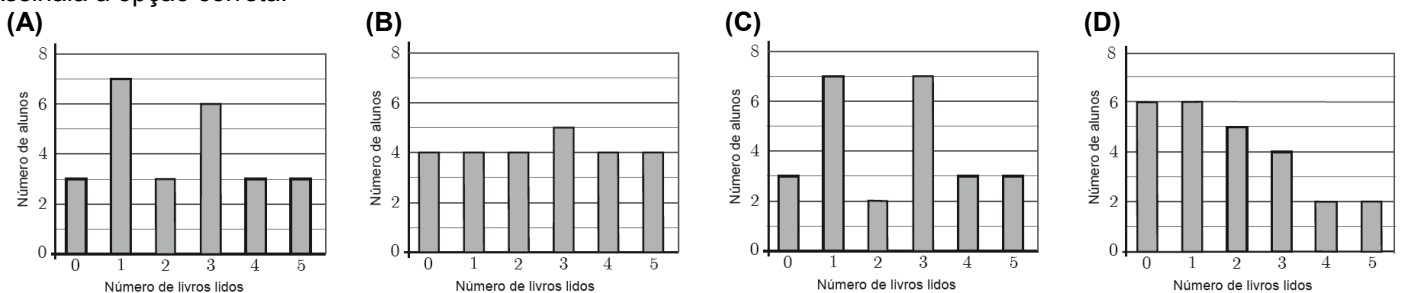 (A) (B) (C) (D)
8 8 8 8
6 6 6 6
4 4 4 4
2 2 2 2
0 0 0 0
Número de alunos Número de alunos Número de alunos Número de alunos
0 1 2 3 4 5 0 1 2 3 4 5 0 1 2 3 4 5 0 1 2 3 4 5
Número de livros lidos Número de livros lidos Número de livros lidos Número de livros lidos